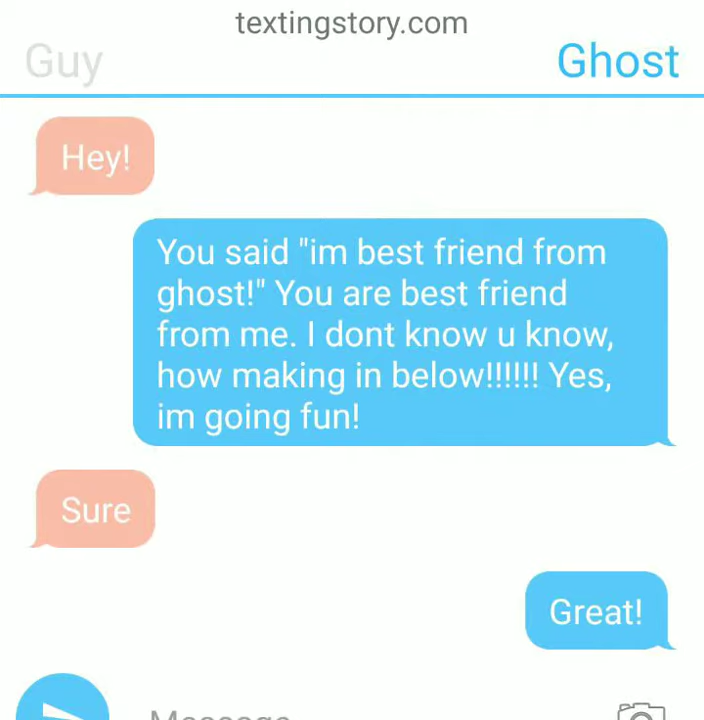 textingstory.com
Guy
Ghost
Hey!
You said "im best friend from
ghost!" You are best friend
from me. I dont know u know,
how making in below!!!!!! Yes,
im going fun!
Sure
Great!
Message